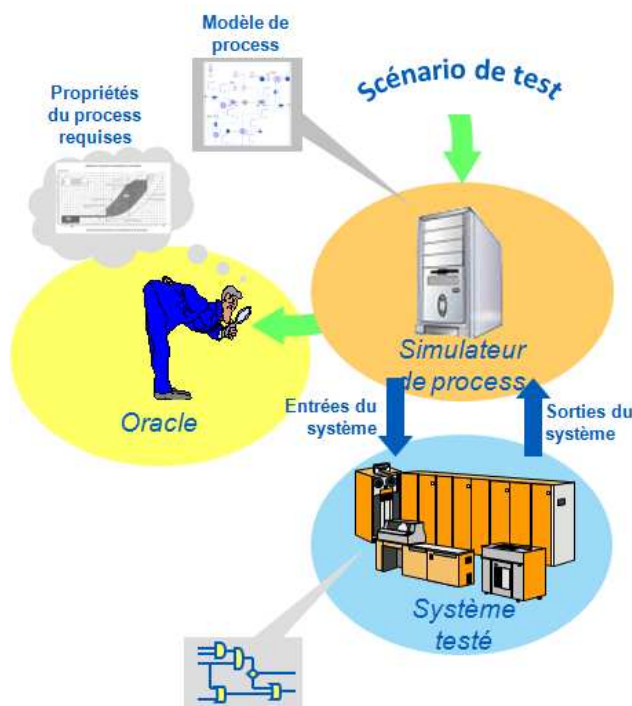 Modèle de
process
Scénario de test
Propriétés
du process
requises
Simulateur
de process
Oracle
Entrées du
système
Sorties du
système
Système
testé